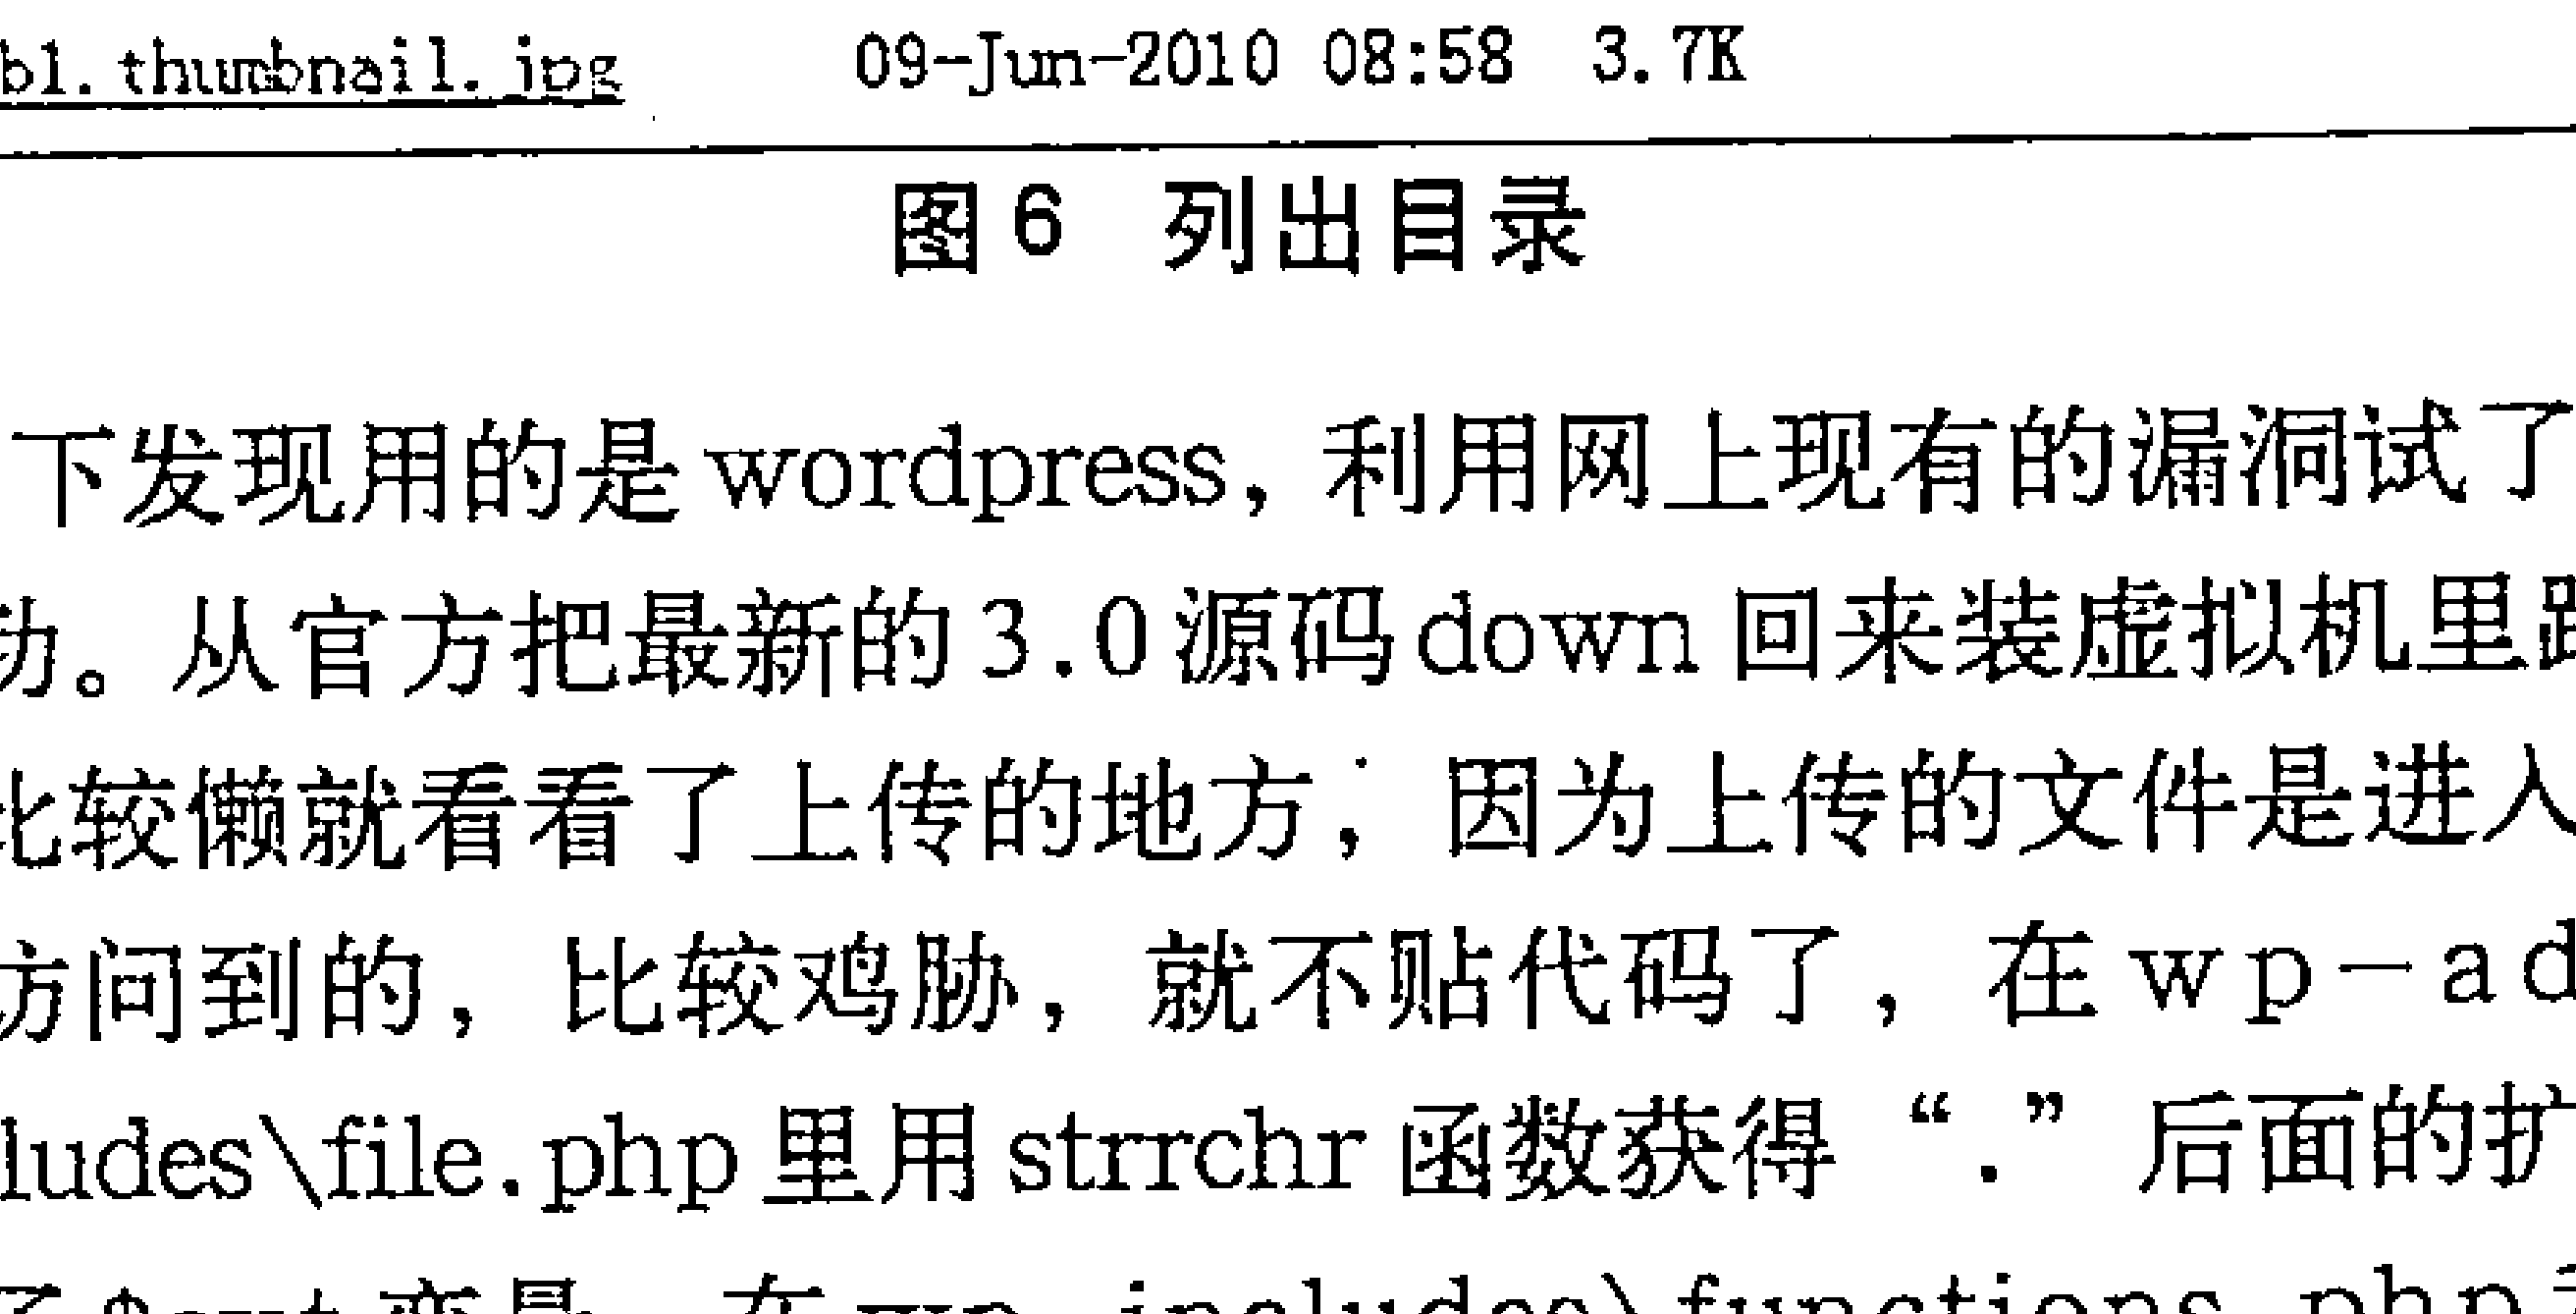 bl.thumbnail.jpg 09-Jun-2010 08:58 3.7K
图6 列出目录
下发现用的是wordpress，利用网上现有的漏洞试了
。从官方把最新的3.0源码down回来装虚拟机里
比较懒就看看了上传的地方，因为上传的文件是进入
访问到的，比较鸡肋，就不贴代码了，在wp-ad
ludes\file.php里用strrchr函数获得“.”后面的扩
includes\functions.php